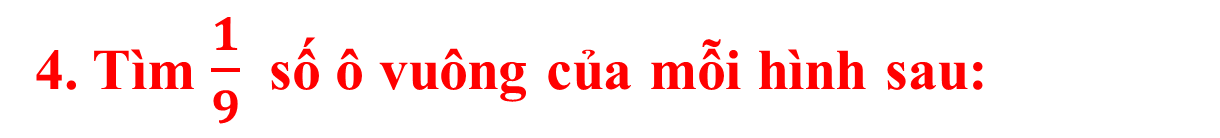 4. Tìm 1/9 số ô vuông của mỗi hình sau: